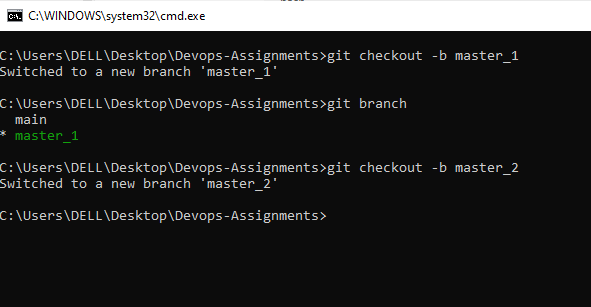 C:\WINDOWS\system32\cmd.exe
C:\Users\DELL\Desktop\Devops-Assignments>git checkout -b master_1
Switched to a new branch 'master_1'
C:\Users\DELL\Desktop\Devops-Assignments>git branch
  main
* master_1
C:\Users\DELL\Desktop\Devops-Assignments>git checkout -b master_2
Switched to a new branch 'master_2'
C:\Users\DELL\Desktop\Devops-Assignments>